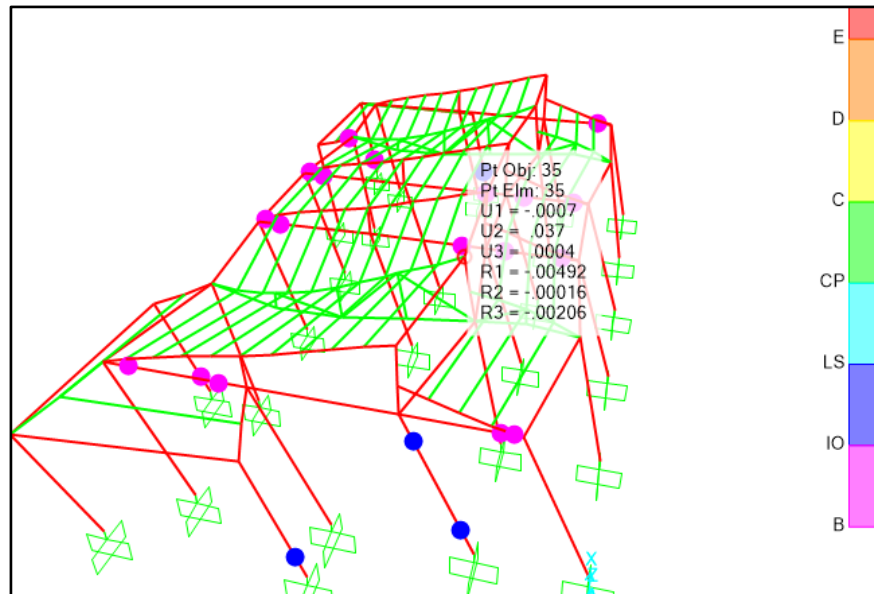 Pt Obj: 35
Pt Elm: 35
U1 = -.0007
U2 = .037
U3 = .0004
R1 = -.00492
R2 = -.00016
R3 = -.00206
E
D
C
CP
LS
IO
B
X
Z